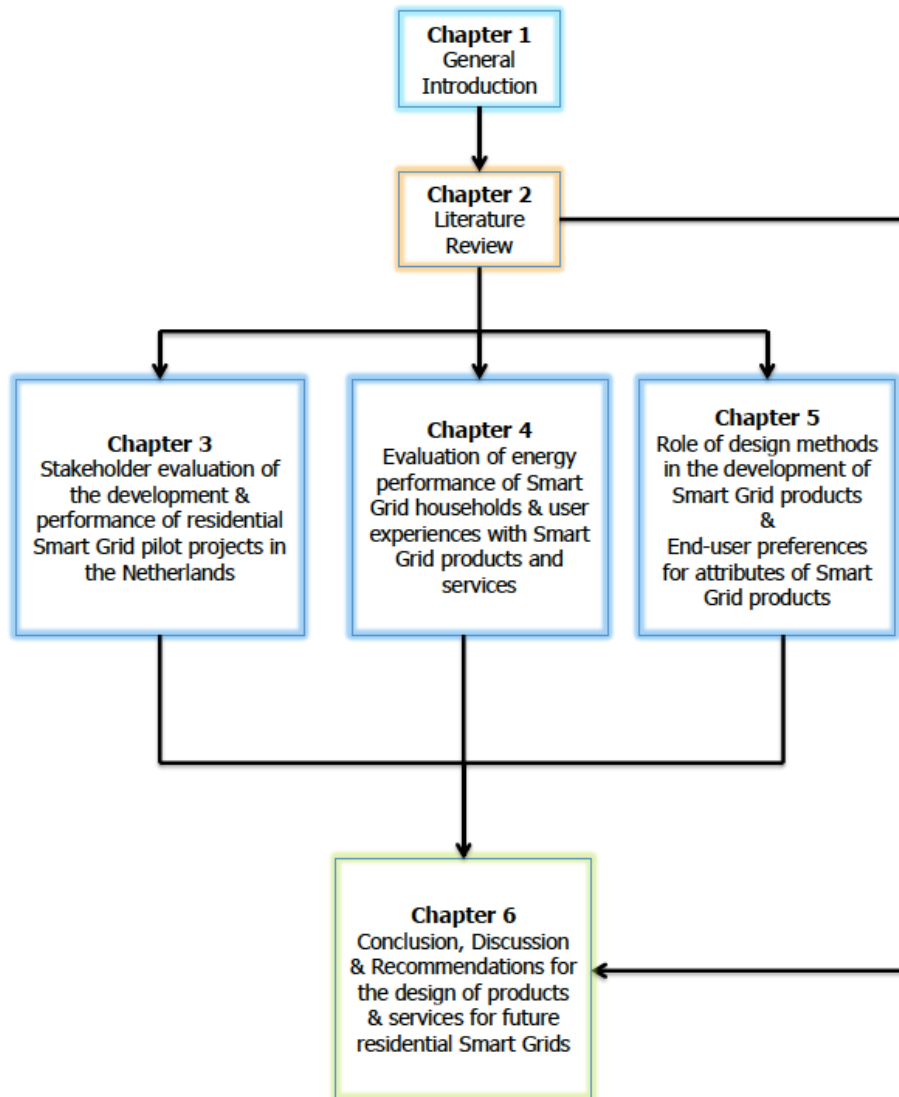 Chapter 1
General
Introduction
Chapter 2
Literature
Review
Chapter 3
Stakeholder evaluation of
the development &
performance of residential
Smart Grid pilot projects in
the Netherlands
Chapter 4
Evaluation of energy
performance of Smart
Grid households & user
experiences with Smart
Grid products and
services
Chapter 5
Role of design methods
in the development of
Smart Grid products
&
End-user preferences
for attributes of Smart
Grid products
Chapter 6
Conclusion, Discussion
& Recommendations for
the design of products
& services for future
residential Smart Grids